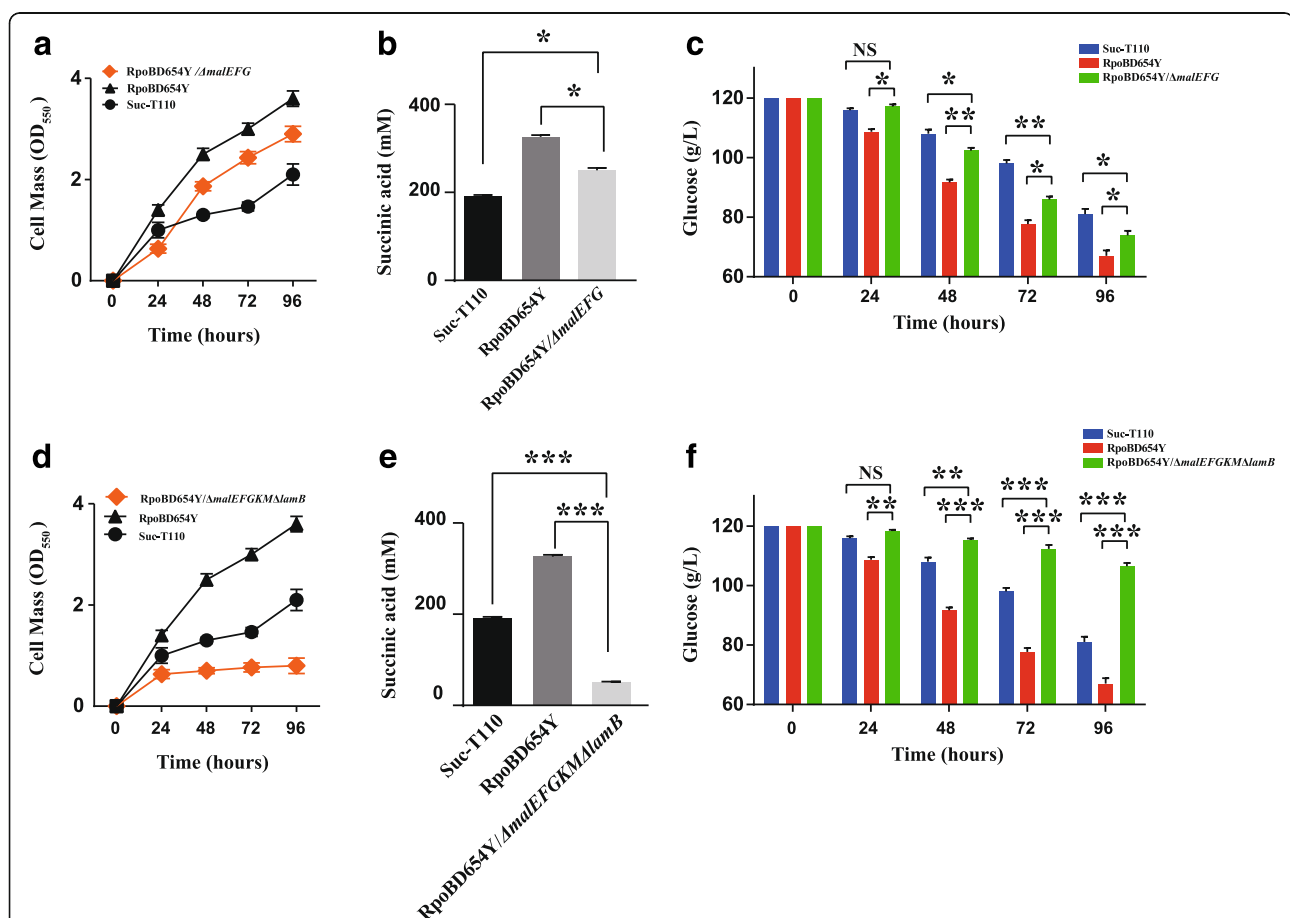 a
RpoBD654Y /ΔmalEFG
RpoBD654Y
Suc-T110
Cell Mass (OD550)
4
2
0
0 24 48 72 96
Time (hours)
b
*
*
Succinic acid (mM)
400
200
0
Suc-T110
RpoBD654Y
RpoBD654Y/ΔmalEFG
c
Suc-T110
RpoBD654Y
RpoBD654Y/ΔmalEFG
NS * * ** ** * * *
Glucose (g/L)
120
100
80
60
0 24 48 72 96
Time (hours)
d
RpoBD654Y/ΔmalEFGKMΔlamB
RpoBD654Y
Suc-T110
Cell Mass (OD550)
4
2
0
0 24 48 72 96
Time (hours)
e
***
***
Succinic acid (mM)
400
200
0
Suc-T110
RpoBD654Y
RpoBD654Y/ΔmalEFGKMΔlamB
f
Suc-T110
RpoBD654Y
RpoBD654Y/ΔmalEFGKMΔlamB
NS ** ** *** *** *** *** ***
Glucose (g/L)
120
100
80
60
0 24 48 72 96
Time (hours)